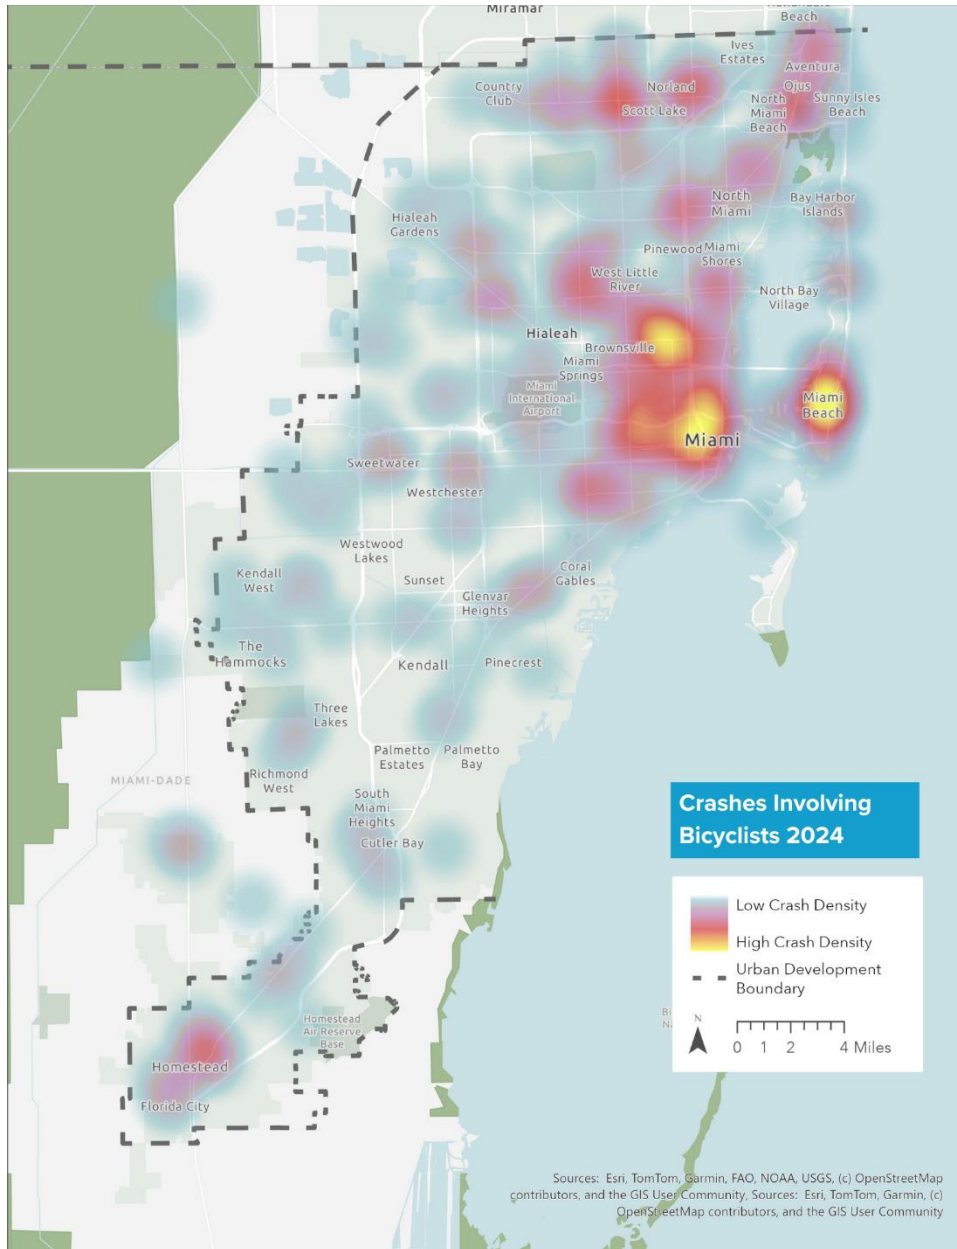 Miramar
Beach
Ives
Estates
Aventura
Country
Club
Norland
Ojus
Scott Lake
North
Miami
Beach
Sunny Isles
Beach
North
Miami
Bay Harbor
Islands
Hialeah
Gardens
Pinewood
Miami
Shores
West Little
River
North Bay
Village
Hialeah
Brownsville
Miami
Springs
Miami
International
Airport
Miami
Beach
Miami
Sweetwater
Westchester
Westwood
Lakes
Coral
Gables
Kendall
West
Sunset
Glenvar
Heights
The
Hammocks
Kendall
Pinecrest
Three
Lakes
Palmetto
Estates
Palmetto
Bay
Richmond
West
MIAMI-DADE
South
Miami
Heights
Cutler Bay
Crashes Involving
Bicyclists 2024
Low Crash Density
High Crash Density
Urban Development
Boundary
N
0 1 2 4 Miles
Homestead
Air Reserve
Base
Homestead
Florida City
Sources: Esri, TomTom, Garmin, FAO, NOAA, USGS, (c) OpenStreetMap
contributors, and the GIS User Community, Sources: Esri, TomTom, Garmin, (c)
OpenStreetMap contributors, and the GIS User Community